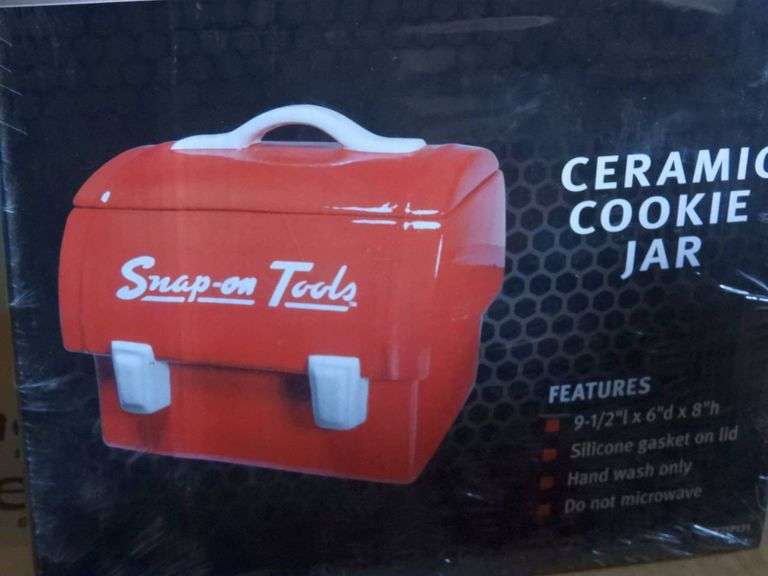 Snap-on Tools
CERAMIC
COOKIE
JAR
FEATURES
9-1/2"l x 6"d x 8"h
Silicone gasket on lid
Hand wash only
Do not microwave